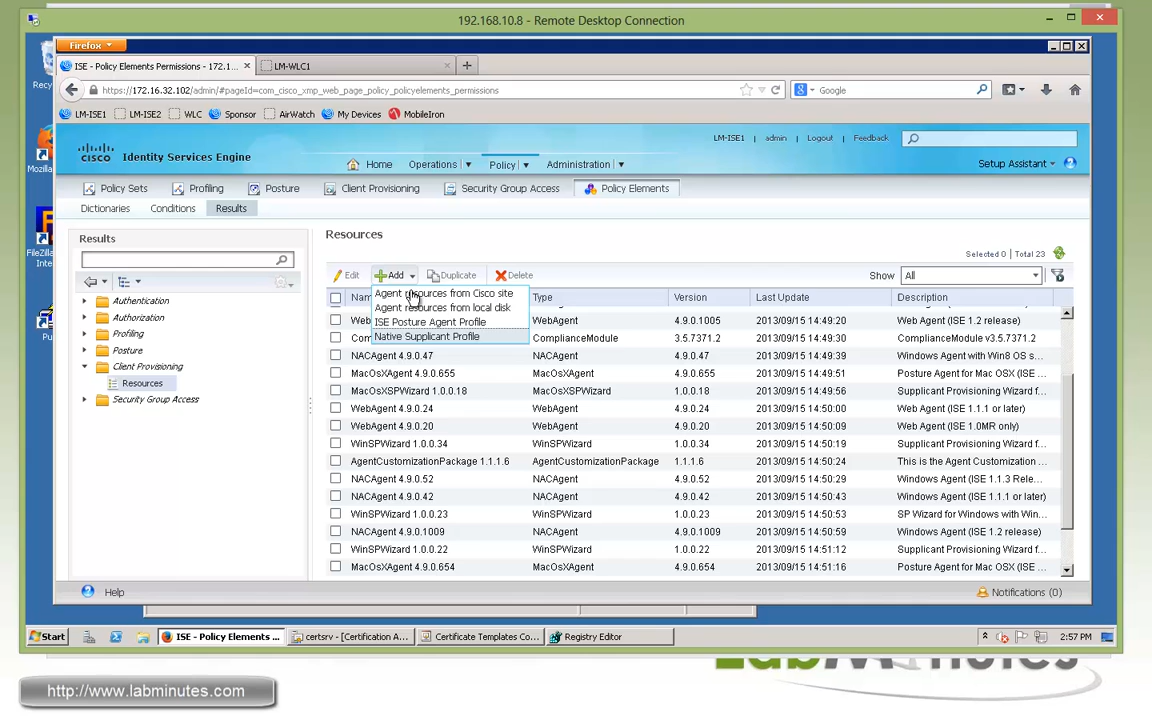 192.168.10.8 - Remote Desktop Connection
Firefox
ISE - Policy Elements Permissions - 172.1...
LM-WLC1
https://172.16.32.102/admin/#pageId=com_cisco_xmp_web_page_policy_policyelements_permissions
Google
LM-ISE1 LM-ISE2 WLC Sponsor AirWatch My Devices MobileIron
LM-ISE1 admin Logout Feedback
CISCO Identity Services Engine
Home Operations Policy Administration
Setup Assistant
Policy Sets Profiling Posture Client Provisioning Security Group Access Policy Elements
Dictionaries Conditions Results
Results
Resources
Selected 0 | Total 23
Edit Add Duplicate Delete
Show All
Agent resources from Cisco site
Agent resources from local disk
ISE Posture Agent Profile
Native Supplicant Profile
Authentication
Authorization
Profiling
Posture
Client Provisioning
Resources
Security Group Access
Type Version Last Update Description
WebAgent 4.9.0.1005 2013/09/15 14:49:20 WebAgent (ISE 1.2 release)
ComplianceModule 3.5.7371.2 2013/09/15 14:49:39 ComplianceModule v3.5.7371.2
NACAgent 4.9.0.47 NACAgent 4.9.0.47 2013/09/15 14:49:39 Windows Agent with Win8 OS s...
MacOsXAgent 4.9.0.655 MacOsXAgent 4.9.0.655 2013/09/15 14:49:51 Posture Agent for Mac OSX (ISE ...
MacOsXSPWizard 1.0.0.18 MacOsXSPWizard 1.0.0.18 2013/09/15 14:49:56 Supplicant Provisioning Wizard f...
WebAgent 4.9.0.24 WebAgent 4.9.0.24 2013/09/15 14:50:00 Web Agent (ISE 1.1.1 or later)
WebAgent 4.9.0.20 WebAgent 4.9.0.20 2013/09/15 14:50:09 Web Agent (ISE 1.0MR only)
WinSPWizard 1.0.0.34 WinSPWizard 1.0.0.34 2013/09/15 14:50:19 Supplicant Provisioning Wizard f...
AgentCustomizationPackage 1.1.1.6 AgentCustomizationPackage 1.1.1.6 2013/09/15 14:50:24 This is the Agent Customization ...
NACAgent 4.9.0.52 NACAgent 4.9.0.52 2013/09/15 14:50:29 Windows Agent (ISE 1.1.3 Rele...
NACAgent 4.9.0.42 NACAgent 4.9.0.42 2013/09/15 14:50:43 Windows Agent (ISE 1.1.1 or later)
WinSPWizard 1.0.0.23 WinSPWizard 1.0.0.23 2013/09/15 14:50:53 SP Wizard for Windows with Win...
NACAgent 4.9.0.1009 NACAgent 4.9.0.1009 2013/09/15 14:50:59 Windows Agent (ISE 1.2 release)
WinSPWizard 1.0.0.22 WinSPWizard 1.0.0.22 2013/09/15 14:51:12 Supplicant Provisioning Wizard f...
MacOsXAgent 4.9.0.654 MacOsXAgent 4.9.0.654 2013/09/15 14:51:16 Posture Agent for Mac OSX (ISE ...
Help
Notifications (0)
Start ISE - Policy Elements ... certsrv - [Certification A... Certificate Templates Co... Registry Editor 2:57 PM
http://www.labminutes.com